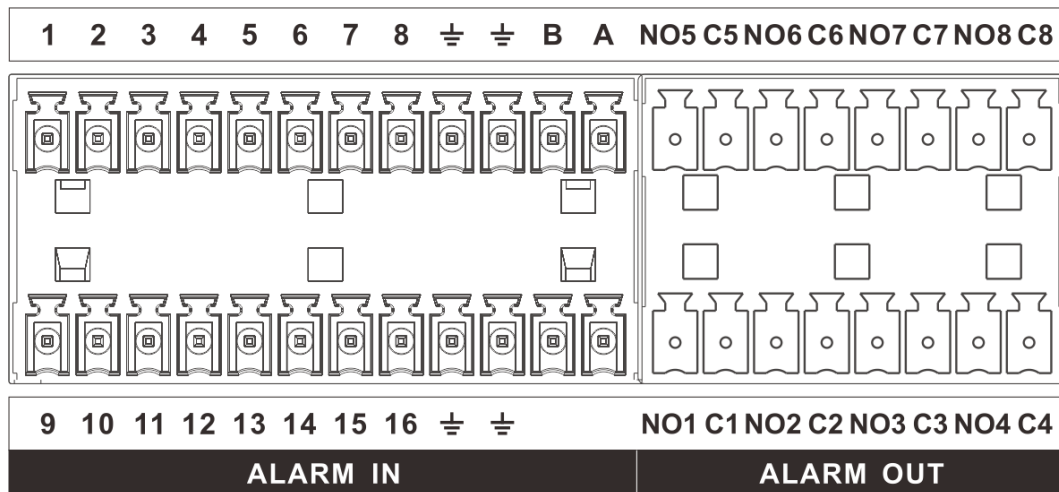 1 2 3 4 5 6 7 8 ⏚ ⏚ B A NO5 C5 NO6 C6 NO7 C7 NO8 C8
9 10 11 12 13 14 15 16 ⏚ ⏚ NO1 C1 NO2 C2 NO3 C3 NO4 C4
ALARM IN ALARM OUT